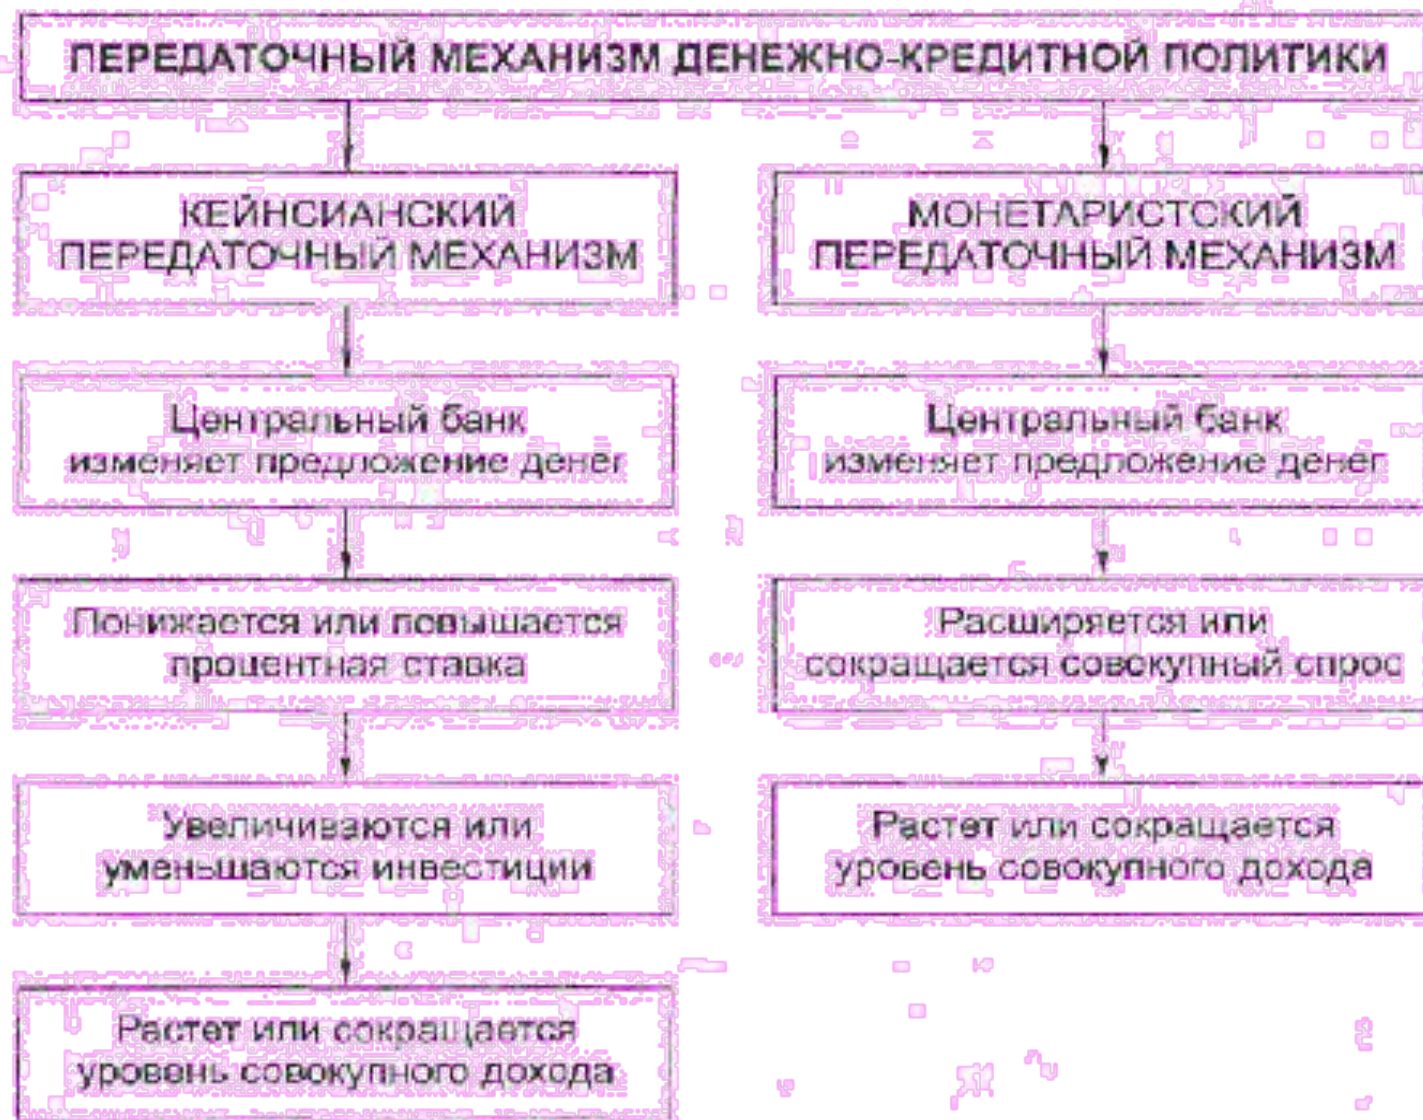 ПЕРЕДАТОЧНЫЙ МЕХАНИЗМ ДЕНЕЖНО-КРЕДИТНОЙ ПОЛИТИКИ
КЕЙНСИАНСКИЙ
ПЕРЕДАТОЧНЫЙ МЕХАНИЗМ
Центральный банк
изменяет предложение денег
Понижается или повышается
процентная ставка
Увеличиваются или
уменьшаются инвестиции
Растет или сокращается
уровень совокупного дохода
МОНЕТАРИСТСКИЙ
ПЕРЕДАТОЧНЫЙ МЕХАНИЗМ
Центральный банк
изменяет предложение денег
Расширяется или
сокращается совокупный спрос
Растет или сокращается
уровень совокупного дохода